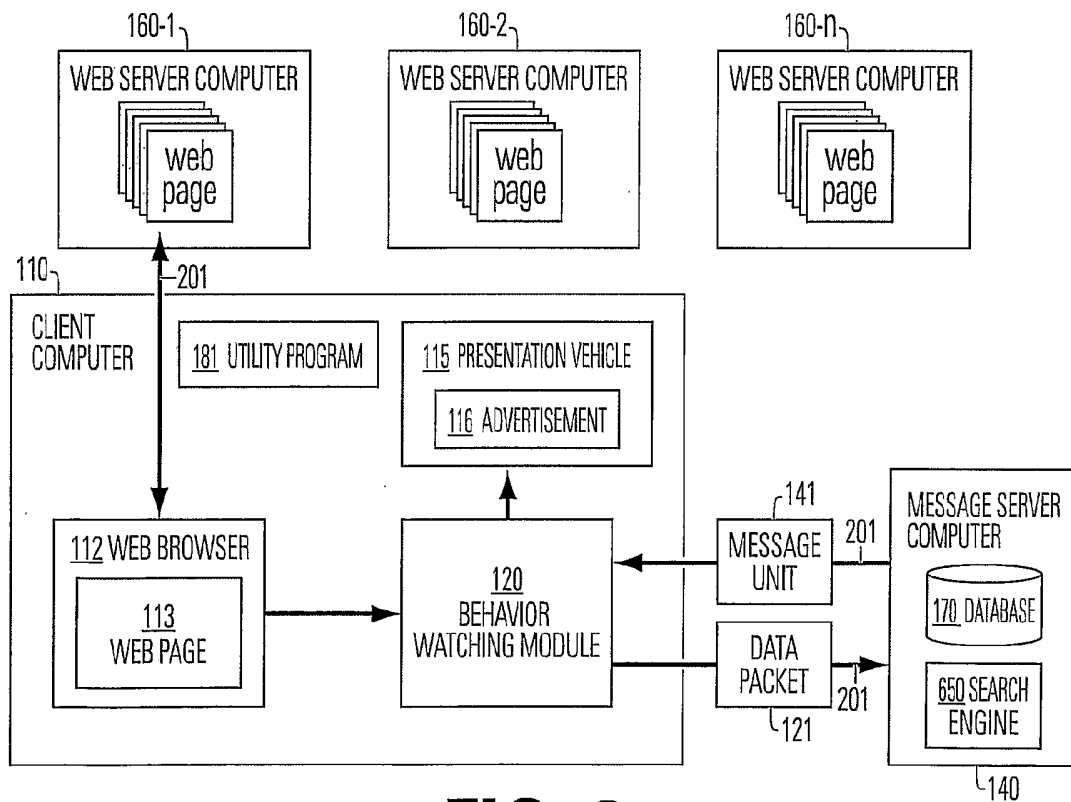 160-1
160-2
160-n
WEB SERVER COMPUTER
web
page
WEB SERVER COMPUTER
web
page
WEB SERVER COMPUTER
web
page
201
110
CLIENT
COMPUTER
181 UTILITY PROGRAM
115 PRESENTATION VEHICLE
116 ADVERTISEMENT
112 WEB BROWSER
113
WEB PAGE
120
BEHAVIOR
WATCHING MODULE
141
MESSAGE
UNIT
201
DATA
PACKET
121
201
MESSAGE SERVER
COMPUTER
170 DATABASE
650 SEARCH
ENGINE
140